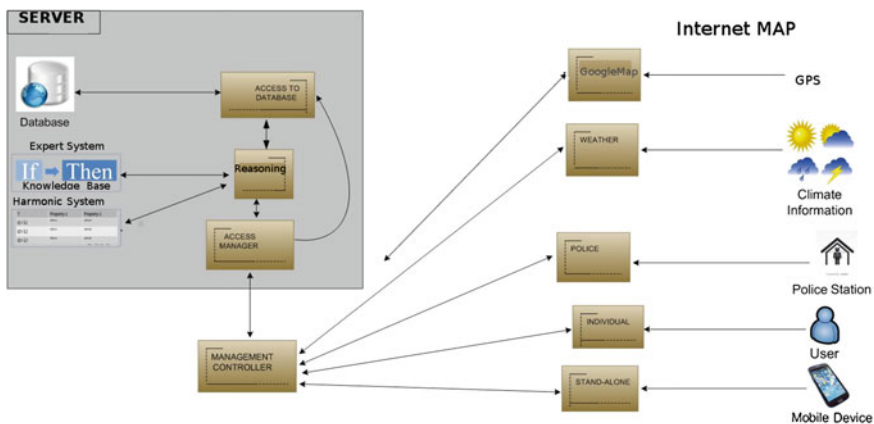 SERVER
Internet MAP
ACCESS TO
DATABASE
Database
Expert System
If Then
Knowledge Base
Harmonic System
Reasoning
ACCESS
MANAGER
MANAGEMENT
CONTROLLER
GoogleMap
GPS
WEATHER
Climate
Information
POLICE
Police Station
INDIVIDUAL
User
STAND-ALONE
Mobile Device